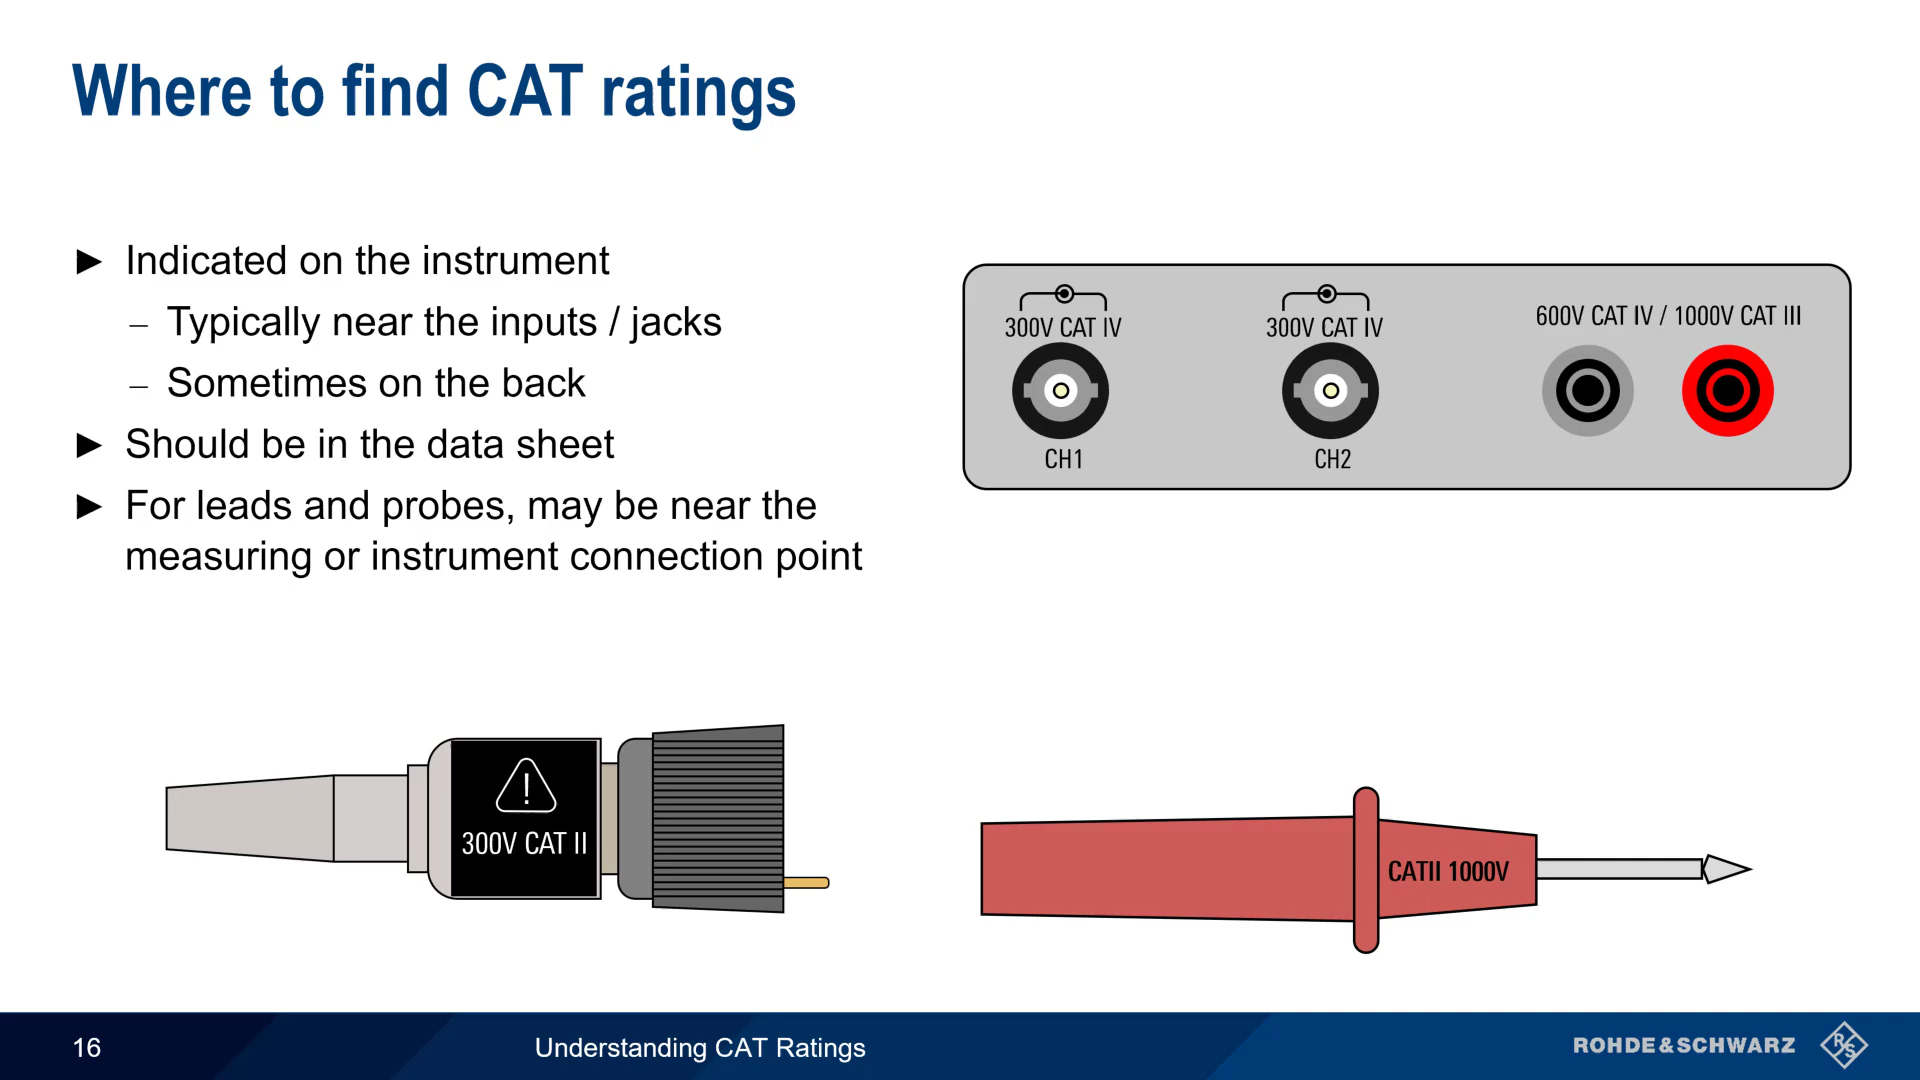 Where to find CAT ratings
► Indicated on the instrument
– Typically near the inputs / jacks
– Sometimes on the back
► Should be in the data sheet
► For leads and probes, may be near the
measuring or instrument connection point
300V CAT IV
300V CAT IV
600V CAT IV / 1000V CAT III
CH1
CH2
!
300V CAT II
CATII 1000V
16
Understanding CAT Ratings
ROHDE&SCHWARZ
R
S